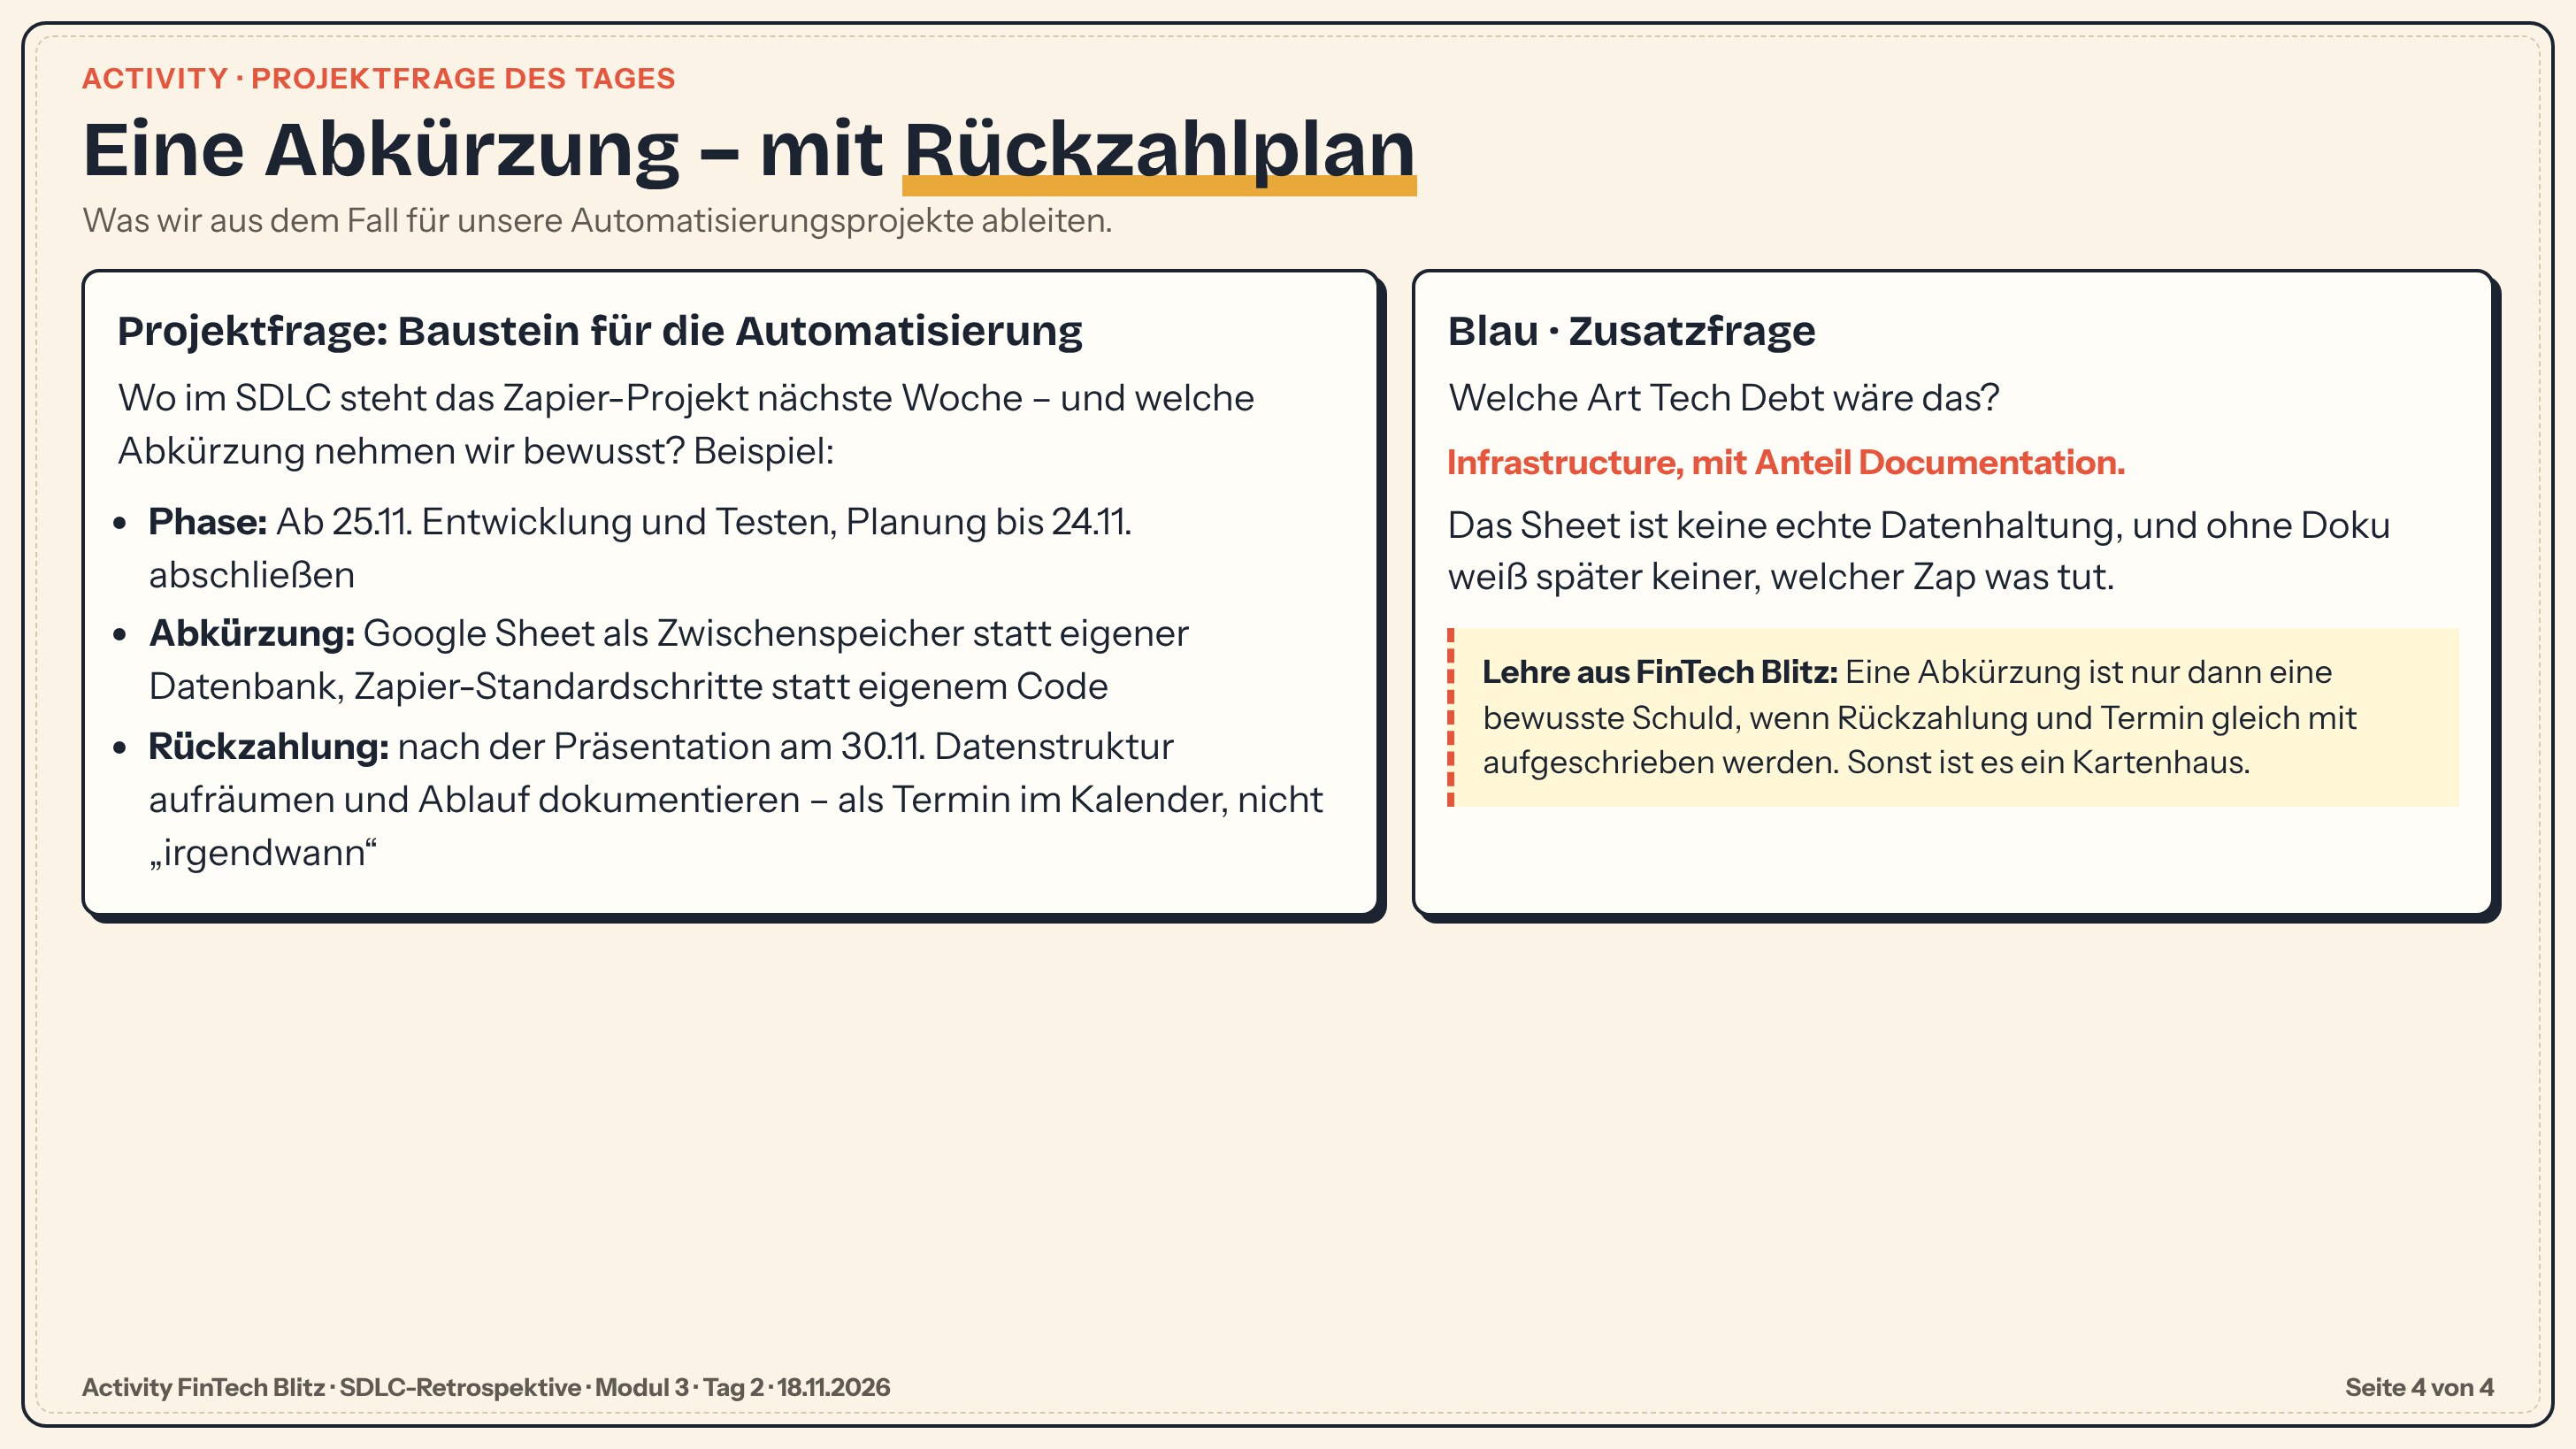 ACTIVITY · PROJEKTFRAGE DES TAGES
Eine Abkürzung – mit Rückzahlplan
Was wir aus dem Fall für unsere Automatisierungsprojekte ableiten.
Projektfrage: Baustein für die Automatisierung
Wo im SDLC steht das Zapier-Projekt nächste Woche – und welche
Abkürzung nehmen wir bewusst? Beispiel:
• Phase: Ab 25.11. Entwicklung und Testen, Planung bis 24.11.
abschließen
• Abkürzung: Google Sheet als Zwischenspeicher statt eigener
Datenbank, Zapier-Standardschritte statt eigenem Code
• Rückzahlung: nach der Präsentation am 30.11. Datenstruktur
aufräumen und Ablauf dokumentieren – als Termin im Kalender, nicht
„irgendwann“
Blau · Zusatzfrage
Welche Art Tech Debt wäre das?
Infrastructure, mit Anteil Documentation.
Das Sheet ist keine echte Datenhaltung, und ohne Doku
weiß später keiner, welcher Zap was tut.
Lehre aus FinTech Blitz: Eine Abkürzung ist nur dann eine
bewusste Schuld, wenn Rückzahlung und Termin gleich mit
aufgeschrieben werden. Sonst ist es ein Kartenhaus.
Activity FinTech Blitz · SDLC-Retrospektive · Modul 3 · Tag 2 · 18.11.2026
Seite 4 von 4